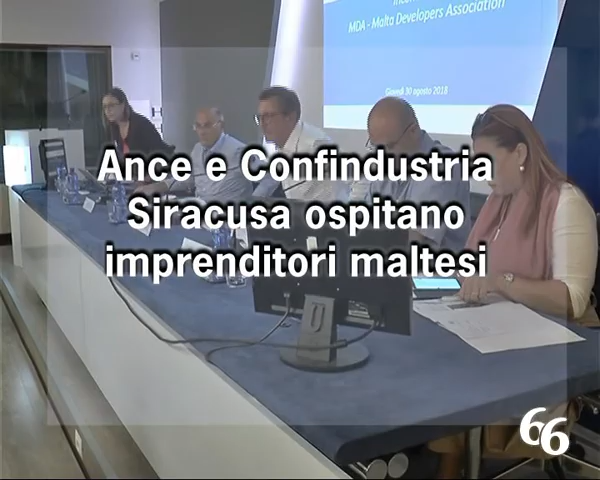 MDA - Malta Developers Association
Giovedì 30 agosto 2018
Ance e Confindustria
Siracusa ospitano
imprenditori maltesi
66